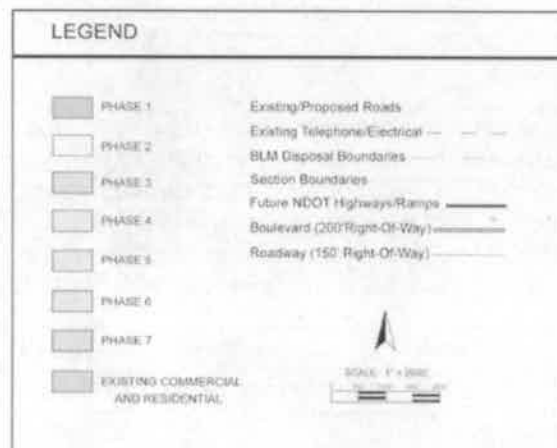 LEGEND
PHASE 1
PHASE 2
PHASE 3
PHASE 4
PHASE 5
PHASE 6
PHASE 7
EXISTING COMMERCIAL
AND RESIDENTIAL
Existing/Proposed Roads
Existing Telephone/Electrical
BLM Disposal Boundaries
Section Boundaries
Future NDOT Highways/Ramps
Boulevard (200'Right-Of-Way)
Roadway (150' Right-Of-Way)
SCALE: 1" =